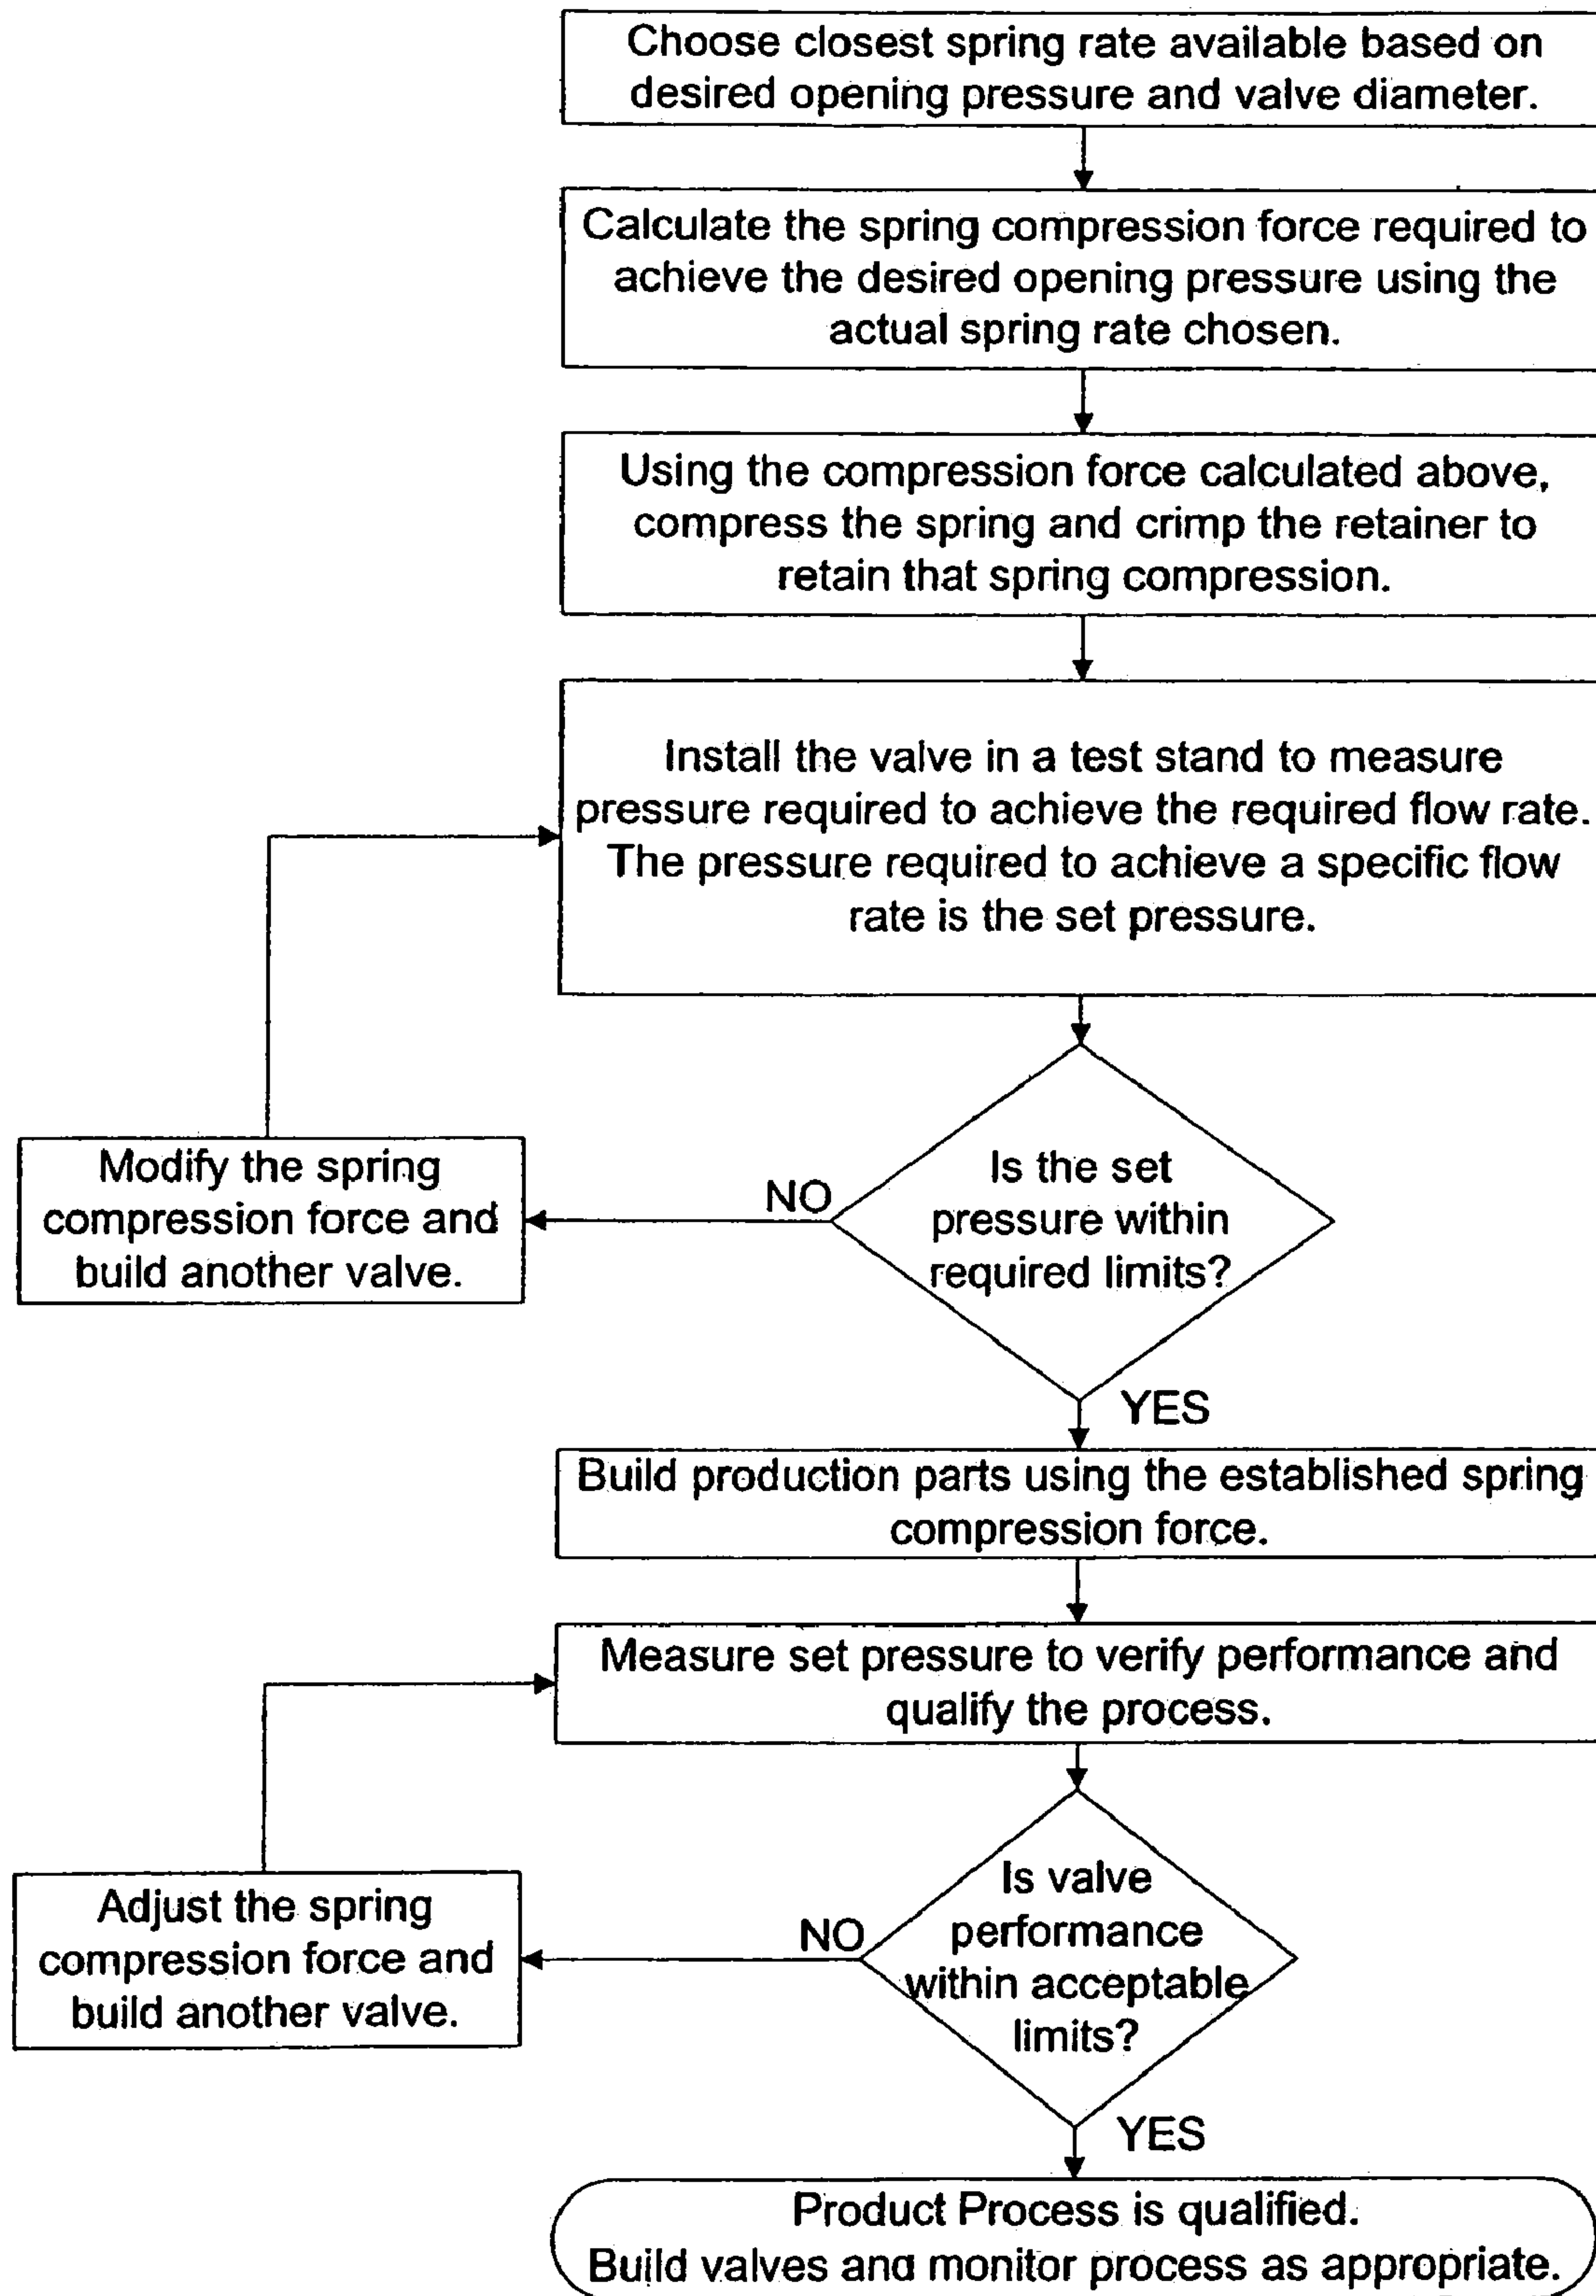 Choose closest spring rate available based on
desired opening pressure and valve diameter.
Calculate the spring compression force required to
achieve the desired opening pressure using the
actual spring rate chosen.
Using the compression force calculated above,
compress the spring and crimp the retainer to
retain that spring compression.
Install the valve in a test stand to measure
pressure required to achieve the required flow rate.
The pressure required to achieve a specific flow
rate is the set pressure.
Is the set
pressure within
required limits?
NO
Modify the spring
compression force and
build another valve.
YES
Build production parts using the established spring
compression force.
Measure set pressure to verify performance and
qualify the process.
Is valve
performance
within acceptable
limits?
NO
Adjust the spring
compression force and
build another valve.
YES
Product Process is qualified.
Build valves and monitor process as appropriate.